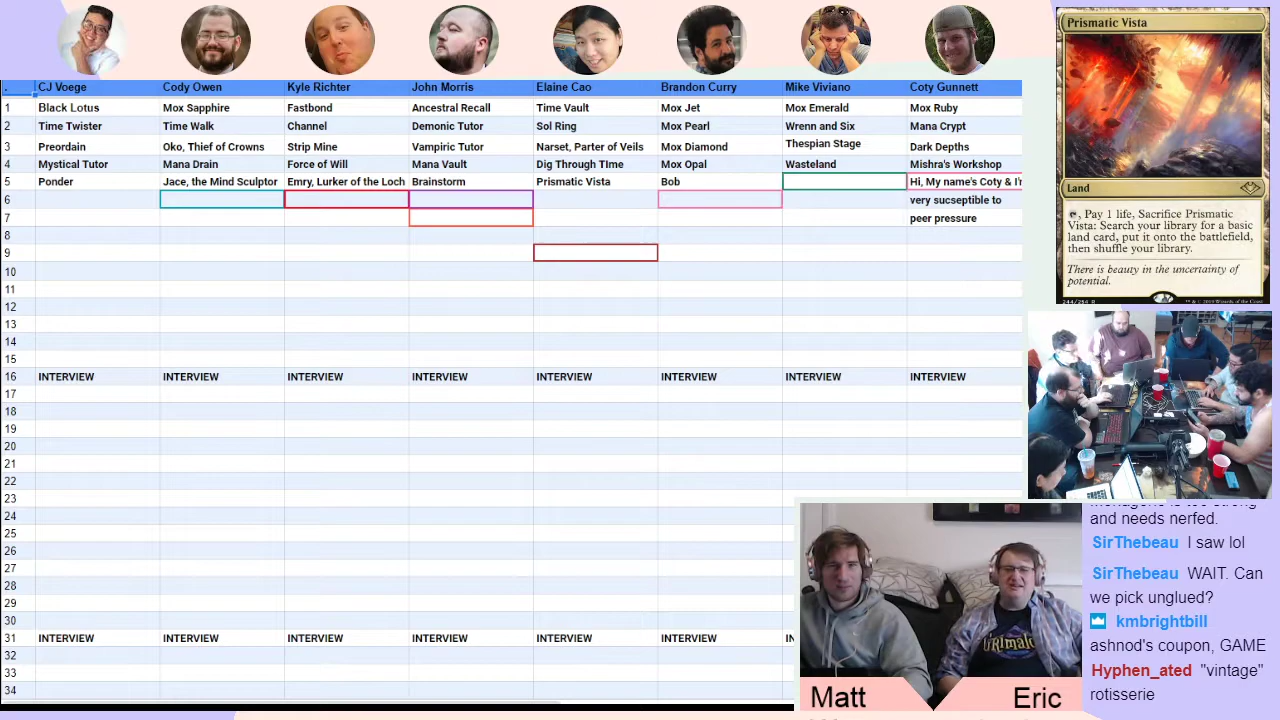 . CJ Voege Cody Owen Kyle Richter John Morris Elaine Cao Brandon Curry Mike Viviano Coty Gunnett
1 Black Lotus Mox Sapphire Fastbond Ancestral Recall Time Vault Mox Jet Mox Emerald Mox Ruby
2 Time Twister Time Walk Channel Demonic Tutor Sol Ring Mox Pearl Wrenn and Six Mana Crypt
3 Preordain Oko, Thief of Crowns Strip Mine Vampiric Tutor Narset, Parter of Veils Mox Diamond Thespian Stage Dark Depths
4 Mystical Tutor Mana Drain Force of Will Mana Vault Dig Through TIme Mox Opal Wasteland Mishra's Workshop
5 Ponder Jace, the Mind Sculptor Emry, Lurker of the Loch Brainstorm Prismatic Vista Bob Hi, My name's Coty & I'm
6 very sucseptible to
7 peer pressure
8
9
10
11
12
13
14
15
16 INTERVIEW INTERVIEW INTERVIEW INTERVIEW INTERVIEW INTERVIEW INTERVIEW INTERVIEW
17
18
19
20
21
22
23
24
25
26
27
28
29
30
31 INTERVIEW INTERVIEW INTERVIEW INTERVIEW INTERVIEW INTERVIEW IN
32
33
34
Prismatic Vista
Land
, Pay 1 life, Sacrifice Prismatic
Vista: Search your library for a basic
land card, put it onto the battlefield,
then shuffle your library.
There is beauty in the uncertainty of
potential.
244/254 R
and needs nerfed.
SirThebeau I saw lol
SirThebeau WAIT. Can
we pick unglued?
kmbrightbill
ashnod's coupon, GAME
Hyphen_ated "vintage"
rotisserie
Matt Eric